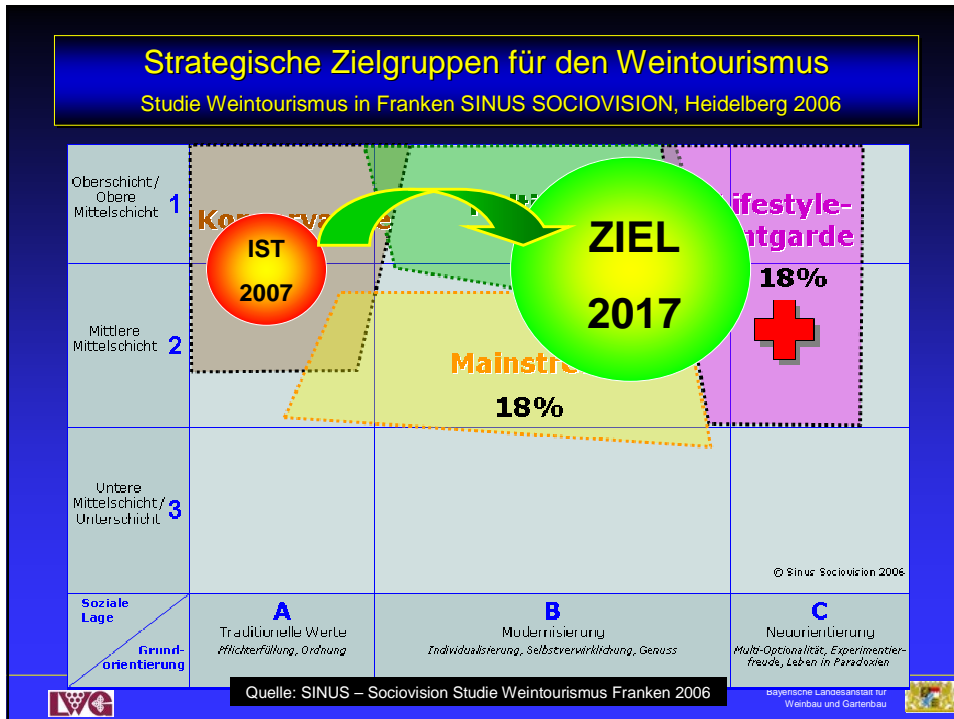 Strategische Zielgruppen für den Weintourismus
Studie Weintourismus in Franken SINUS SOCIOVISION, Heidelberg 2006
Oberschicht/
Obere
Mittelschicht
1
IST
2007
ZIEL
2017
18%
Mittlere
Mittelschicht
2
18%
Untere
Mittelschicht/
Unterschicht
3
© Sinus Sociovision 2006
Soziale
Lage
Grund-
orientierung
A
Traditionelle Werte
Pflichterfüllung, Ordnung
B
Modernisierung
Individualisierung, Selbstverwirklichung, Genuss
C
Neuorientierung
Multi-Optionalität, Experimentier-
freude, Leben in Paradoxien
LWG
Quelle: SINUS – Sociovision Studie Weintourismus Franken 2006
Bayerische Landesanstalt für
Weinbau und Gartenbau